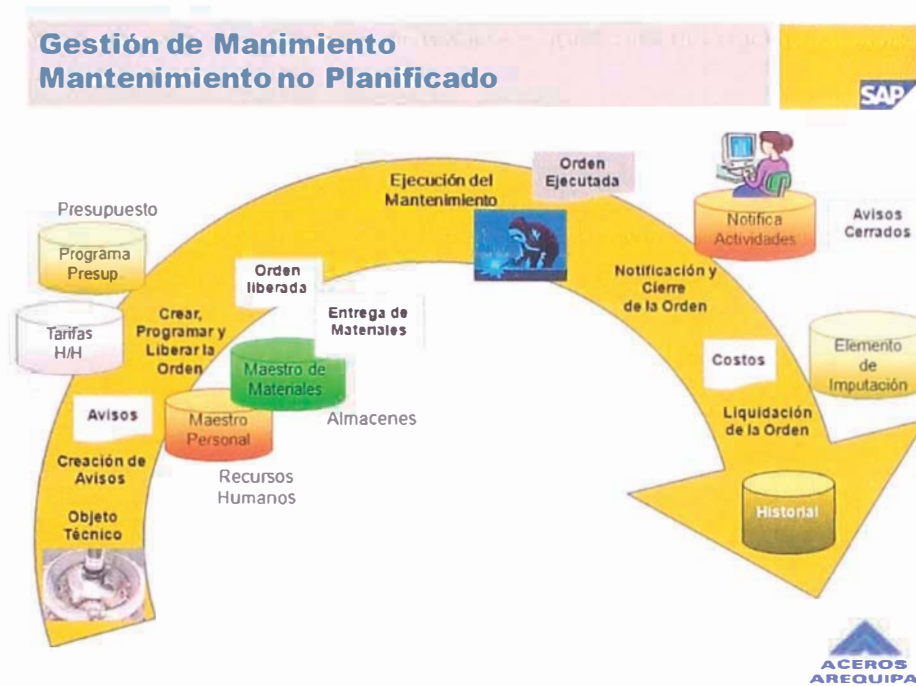 Gestión de Manimiento
Mantenimiento no Planificado
SAP
Presupuesto
Programa
Presup
Tarifas
H/H
Avisos
Creación de
Avisos
Objeto
Técnico
Crear,
Programar y
Liberar la
Orden
Orden
liberada
Entrega de
Materiales
Maestro de
Materiales
Almacenes
Maestro
Personal
Recursos
Humanos
Ejecución del
Mantenimiento
Orden
Ejecutada
Notifica
Actividades
Avisos
Cerrados
Notificación y
Cierre
de la Orden
Costos
Elemento
de
Imputación
Liquidación
de la Orden
Historial
ACEROS
AREQUIPA